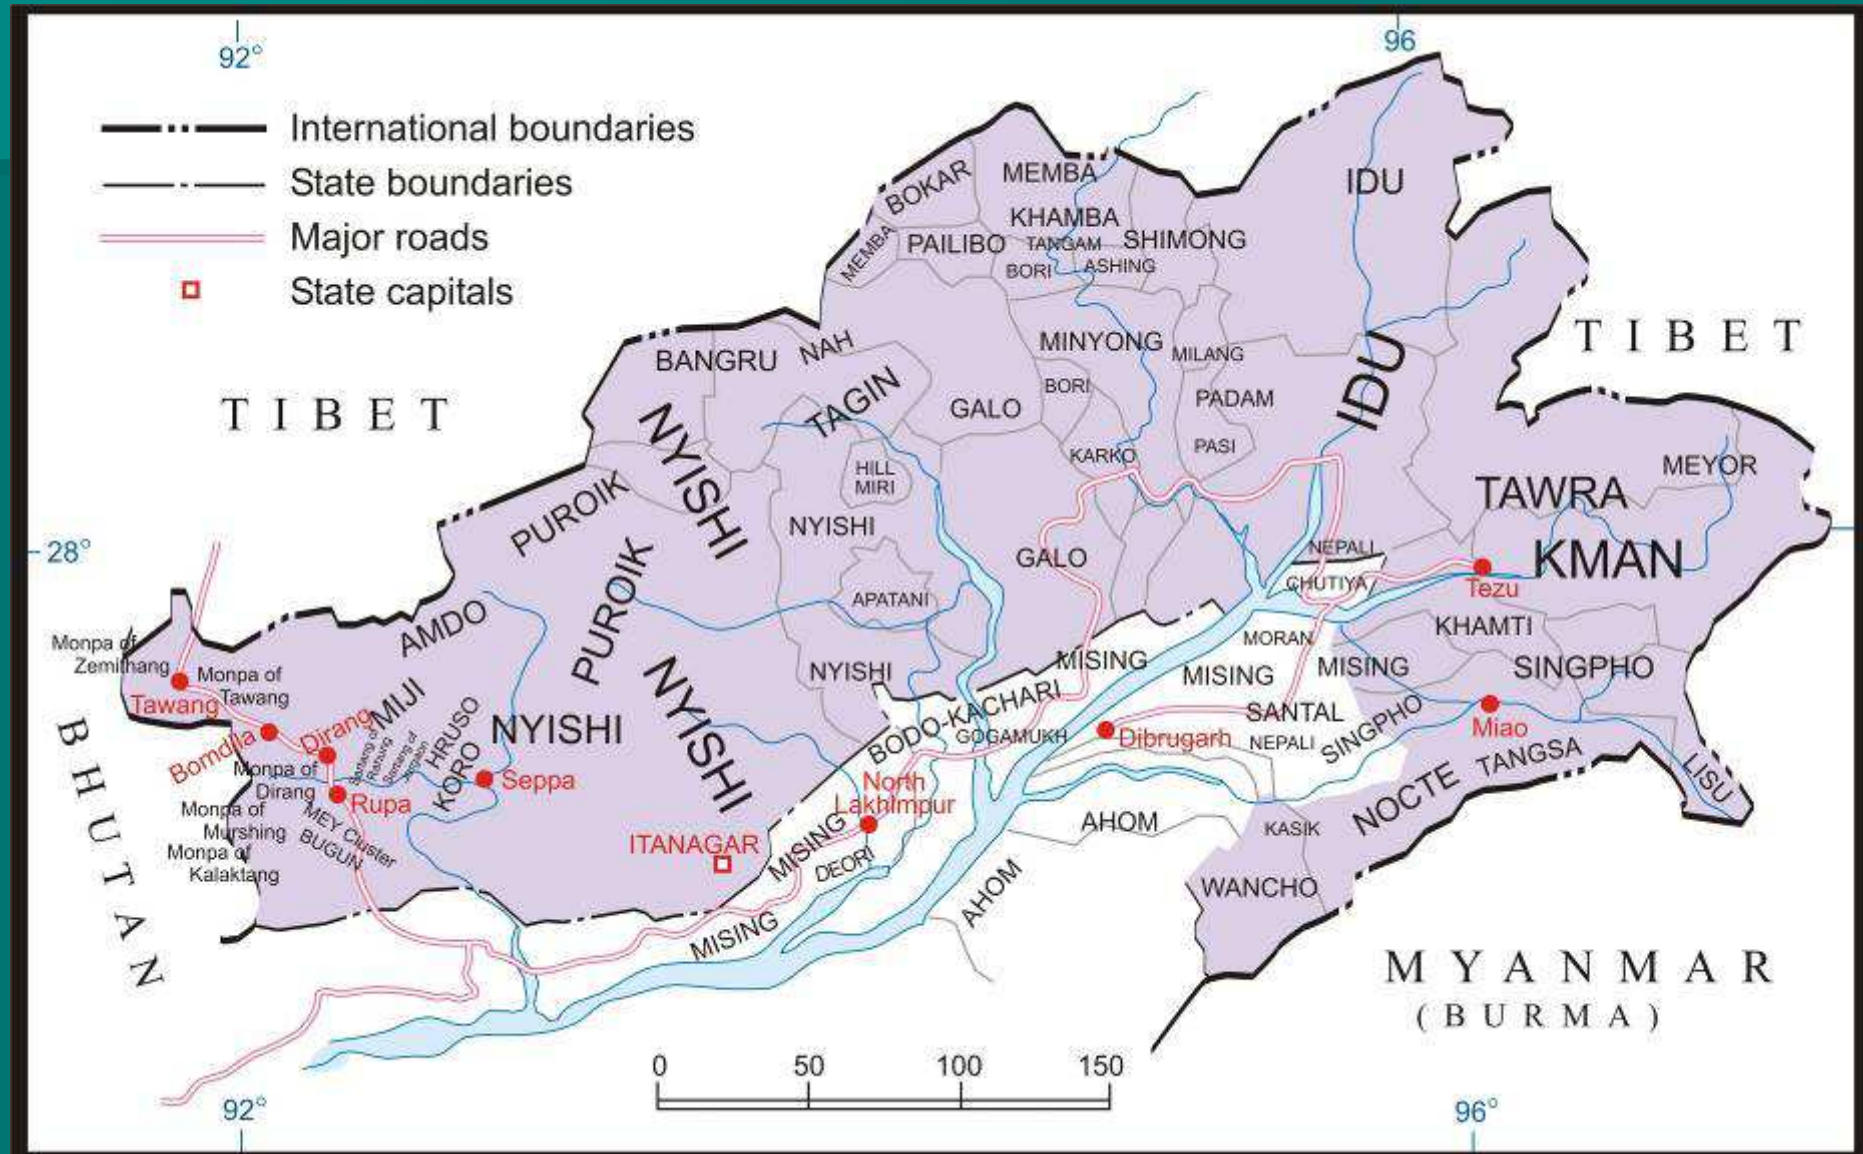 92°
96
International boundaries
State boundaries
Major roads
State capitals
BOKAR
MEMBA
IDU
KHAMBA
MEMBA
PAILIBO
TANGAM
SHIMONG
BORI
ASHING
TIBET
BANGRU
NAH
MINYONG
MILANG
IDU
TIBET
TAGIN
GALO
BORI
PADAM
NYISHI
KARKO
PASI
MEYOR
HILL
MIRI
TAWRA
PUROIK
NYISHI
28°
GALO
NEPALI
KMAN
PUROIK
CHUTIYA
Tezu
APATANI
AMDO
Monpa of
Zemithang
MORAN
KHAMTI
Monpa of
Tawang
Tawang
NYISHI
MISING
MISING
MISING
SINGPHO
MIJI
NYISHI
BODO-KACHARI
SANTAL
Miao
BHUTAN
Bomdila
Dirang
HRUSO
NYISHI
GOGAMUKH
Dibrugarh
NEPALI
SINGPHO
Monpa of
Dirang
KORO
Seppa
North
Lakhimpur
TANGSA
LISU
Rupa
Monpa of
Murshing
MEY Cluster
BUGUN
NOCTE
AHOM
KASIK
ITANAGAR
MISING
DEORI
Monpa of
Kalaktang
AHOM
WANCHO
MISING
MYANMAR
(BURMA)
0 50 100 150
92°
96°